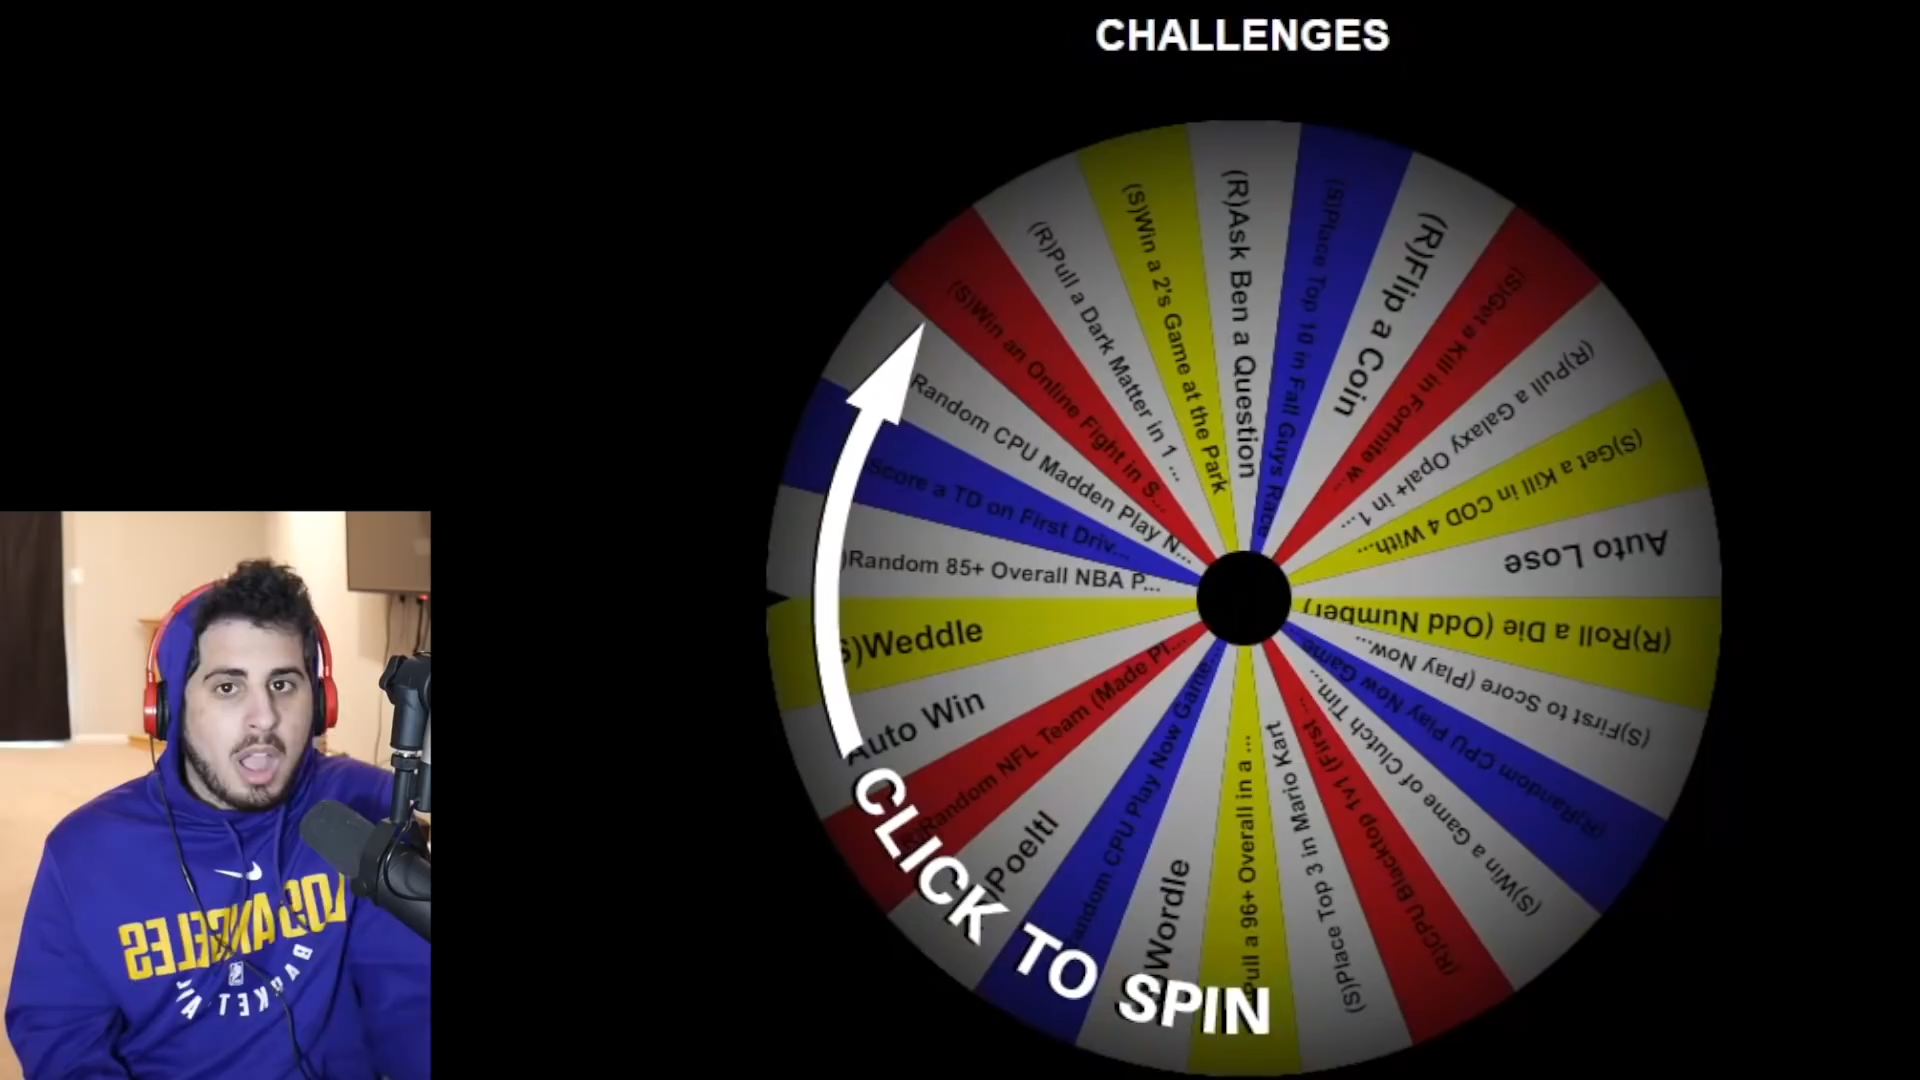 CHALLENGES
(R)Ask Ben a Question
(S)Place Top 10 in Fall Guys Race
(R)Flip a Coin
(S)Get a Kill in Fortnite w...
(R)Pull a Galaxy Opal+ in 1...
(S)Get a Kill in COD 4 With...
Auto Lose
(R)Roll a Die (Odd Number)
(S)First to Score (Play Now...
(R)Random CPU Play Now Game...
(S)Win a Game of Clutch Tim...
(R)CPU Blacktop 1v1 (First...
(S)Place Top 3 in Mario Kart
Pull a 96+ Overall in a ...
Wordle
andom CPU Play Now Game...
)Poeltl
Random NFL Team (Made Pl...
Auto Win
S)Weddle
)Random 85+ Overall NBA P...
Score a TD on First Driv...
Random CPU Madden Play N...
(S)Win an Online Fight in S...
(R)Pull a Dark Matter in 1 ...
(S)Win a 2's Game at the Park
CLICK TO SPIN
LOS ANGELES